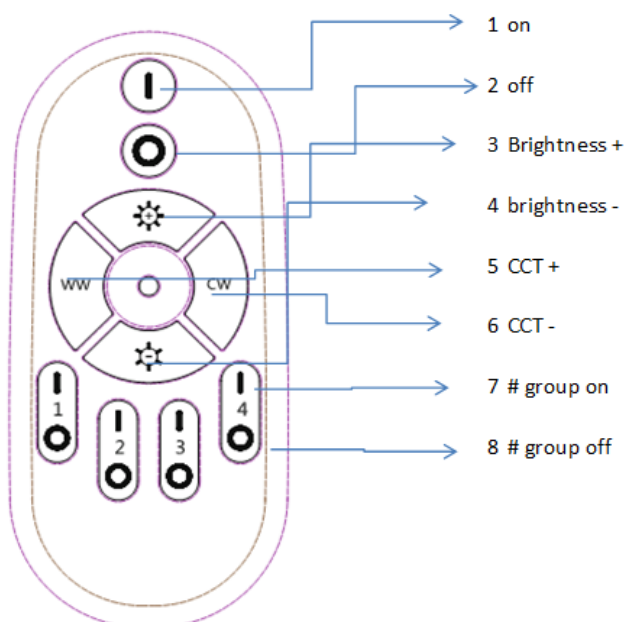 1 on
2 off
3 Brightness +
4 brightness -
WW
CW
5 CCT +
6 CCT -
7 # group on
1
2
3
4
8 # group off